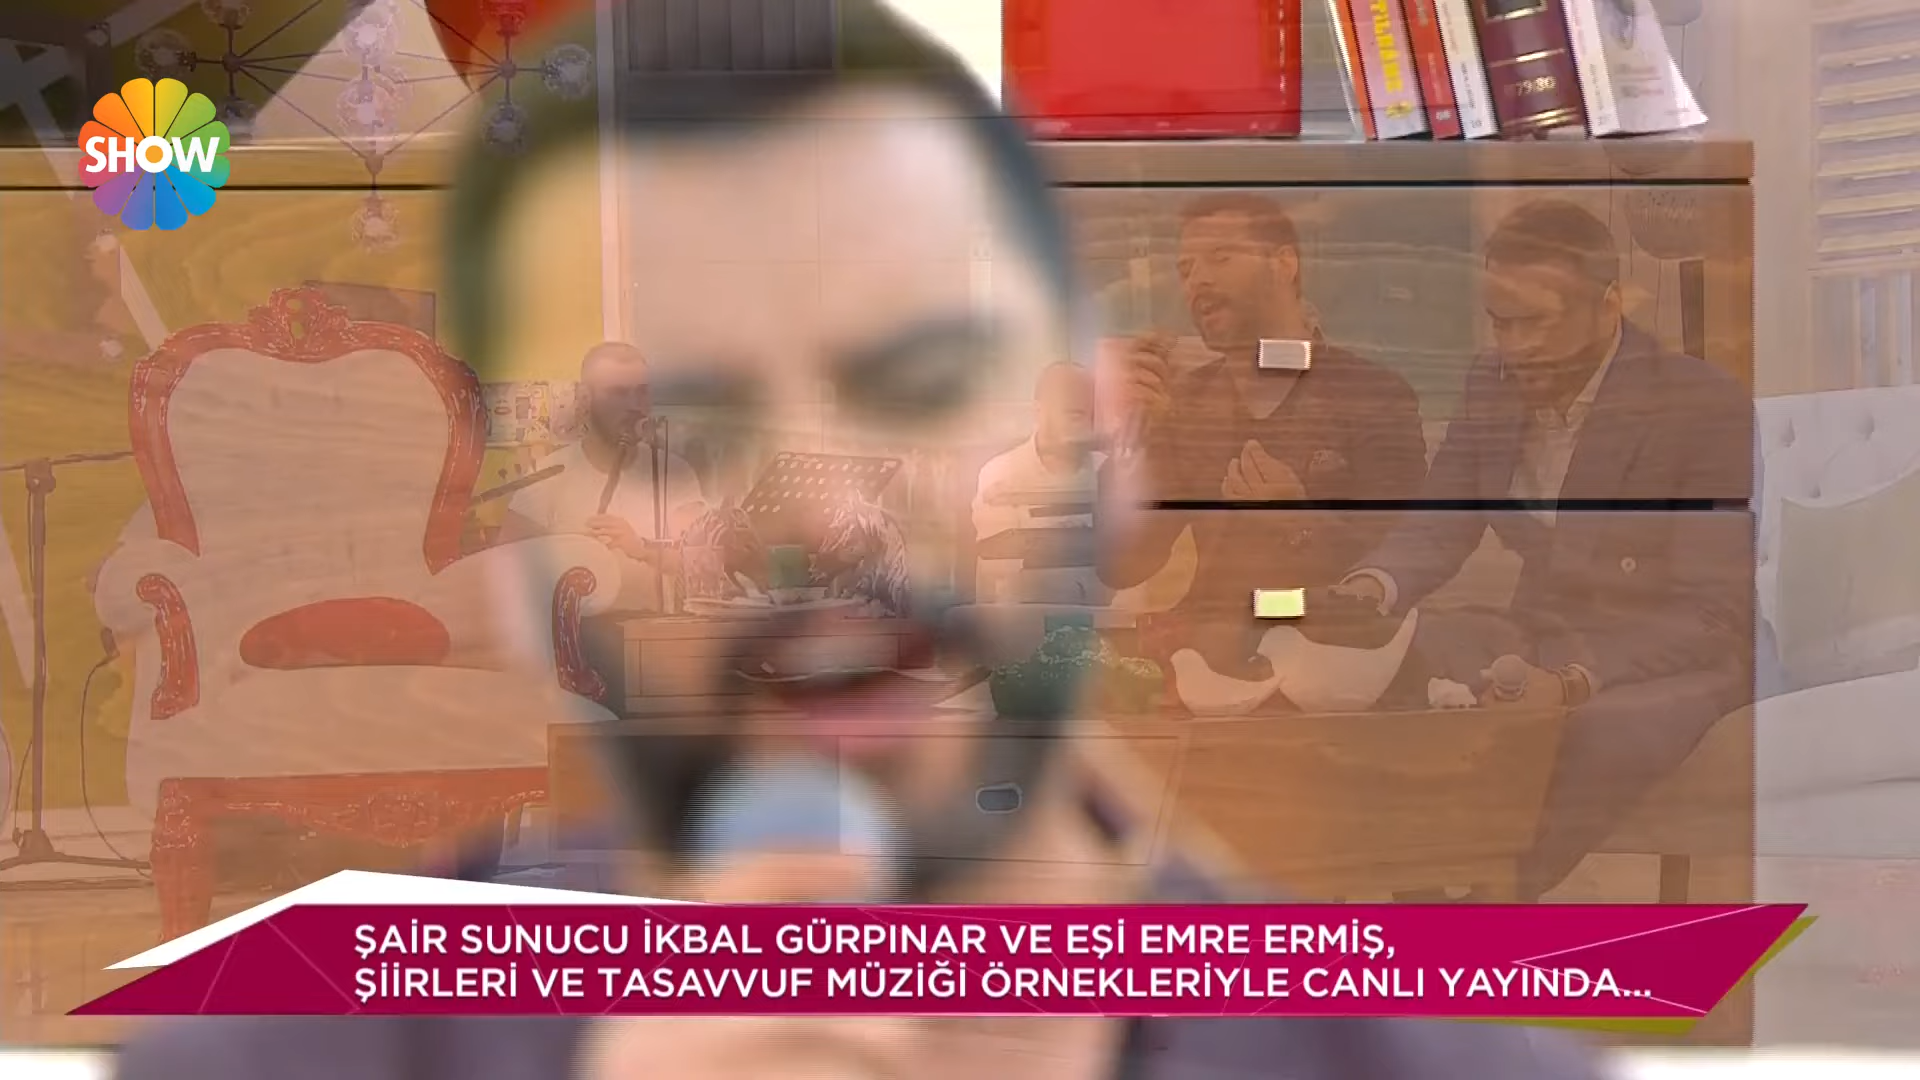 SHOW
ŞAİR SUNUCU İKBAL GÜRPINAR VE EŞİ EMRE ERMİŞ,
ŞİİRLERİ VE TASAVVUF MÜZİĞİ ÖRNEKLERİYLE CANLI YAYINDA...